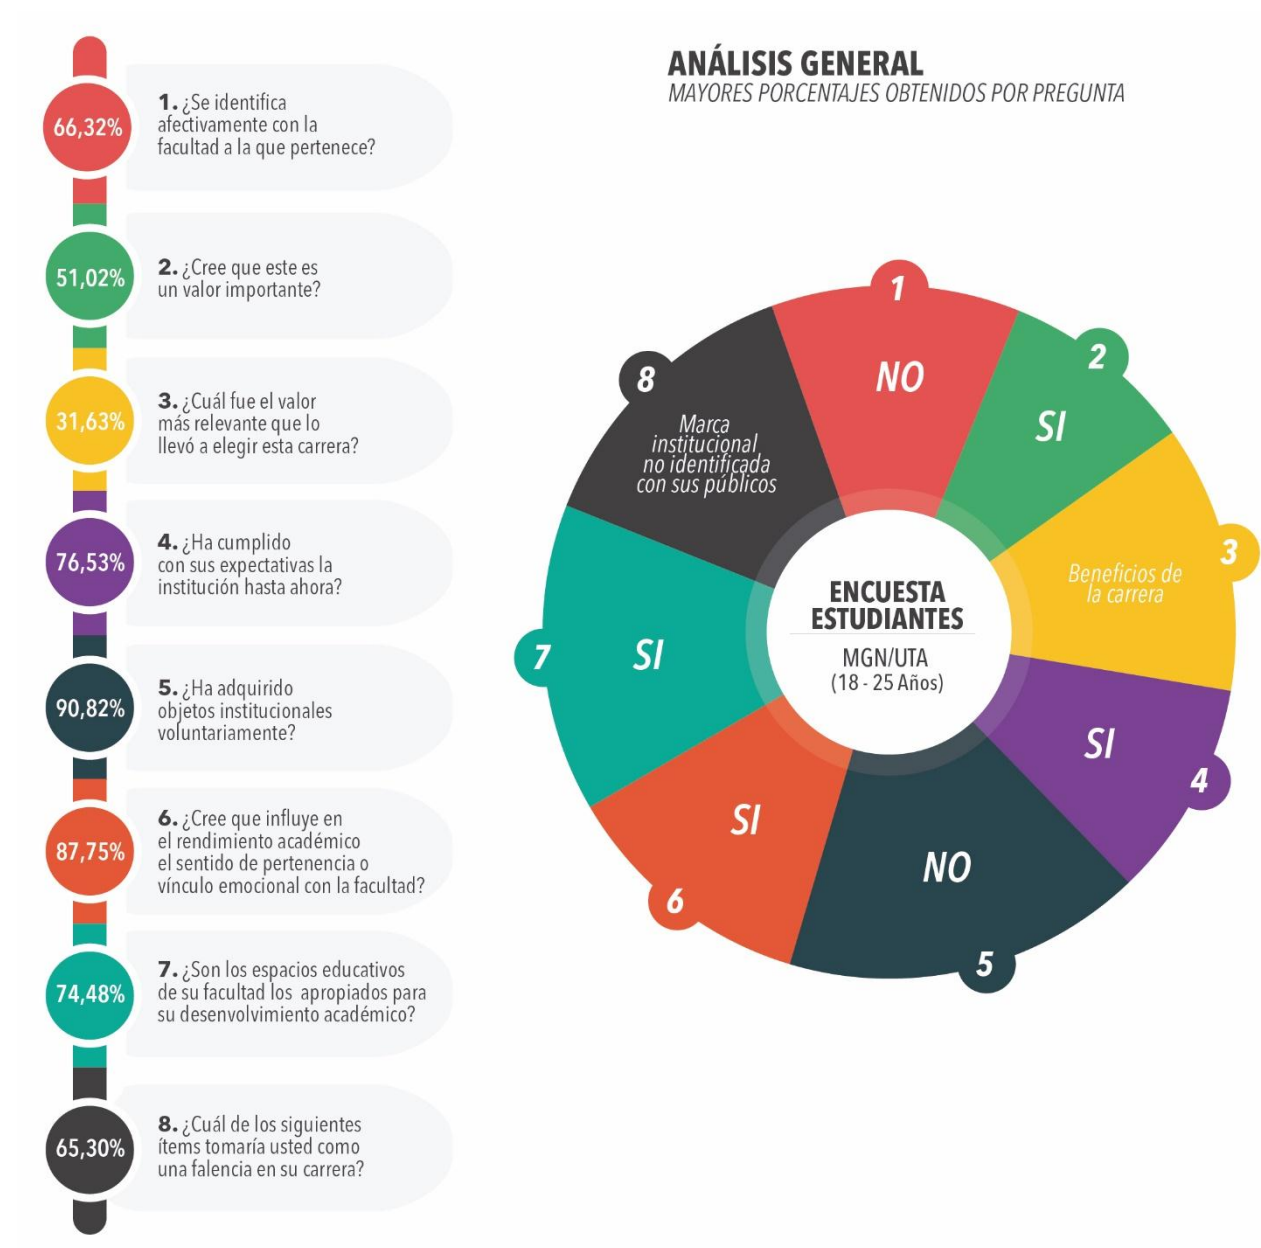 ANÁLISIS GENERAL
MAYORES PORCENTAJES OBTENIDOS POR PREGUNTA
66,32%
1. ¿Se identifica
afectivamente con la
facultad a la que pertenece?
51,02%
2. ¿Cree que este es
un valor importante?
31,63%
3. ¿Cuál fue el valor
más relevante que lo
llevó a elegir esta carrera?
76,53%
4. ¿Ha cumplido
con sus expectativas la
institución hasta ahora?
90,82%
5. ¿Ha adquirido
objetos institucionales
voluntariamente?
87,75%
6. ¿Cree que influye en
el rendimiento académico
el sentido de pertenencia o
vínculo emocional con la facultad?
74,48%
7. ¿Son los espacios educativos
de su facultad los apropiados para
su desenvolvimiento académico?
65,30%
8. ¿Cuál de los siguientes
ítems tomaría usted como
una falencia en su carrera?
1
NO
2
SI
3
Beneficios de
la carrera
4
SI
5
NO
6
SI
7
SI
8
Marca
institucional
no identificada
con sus públicos
ENCUESTA
ESTUDIANTES
MGN/UTA
(18 - 25 Años)